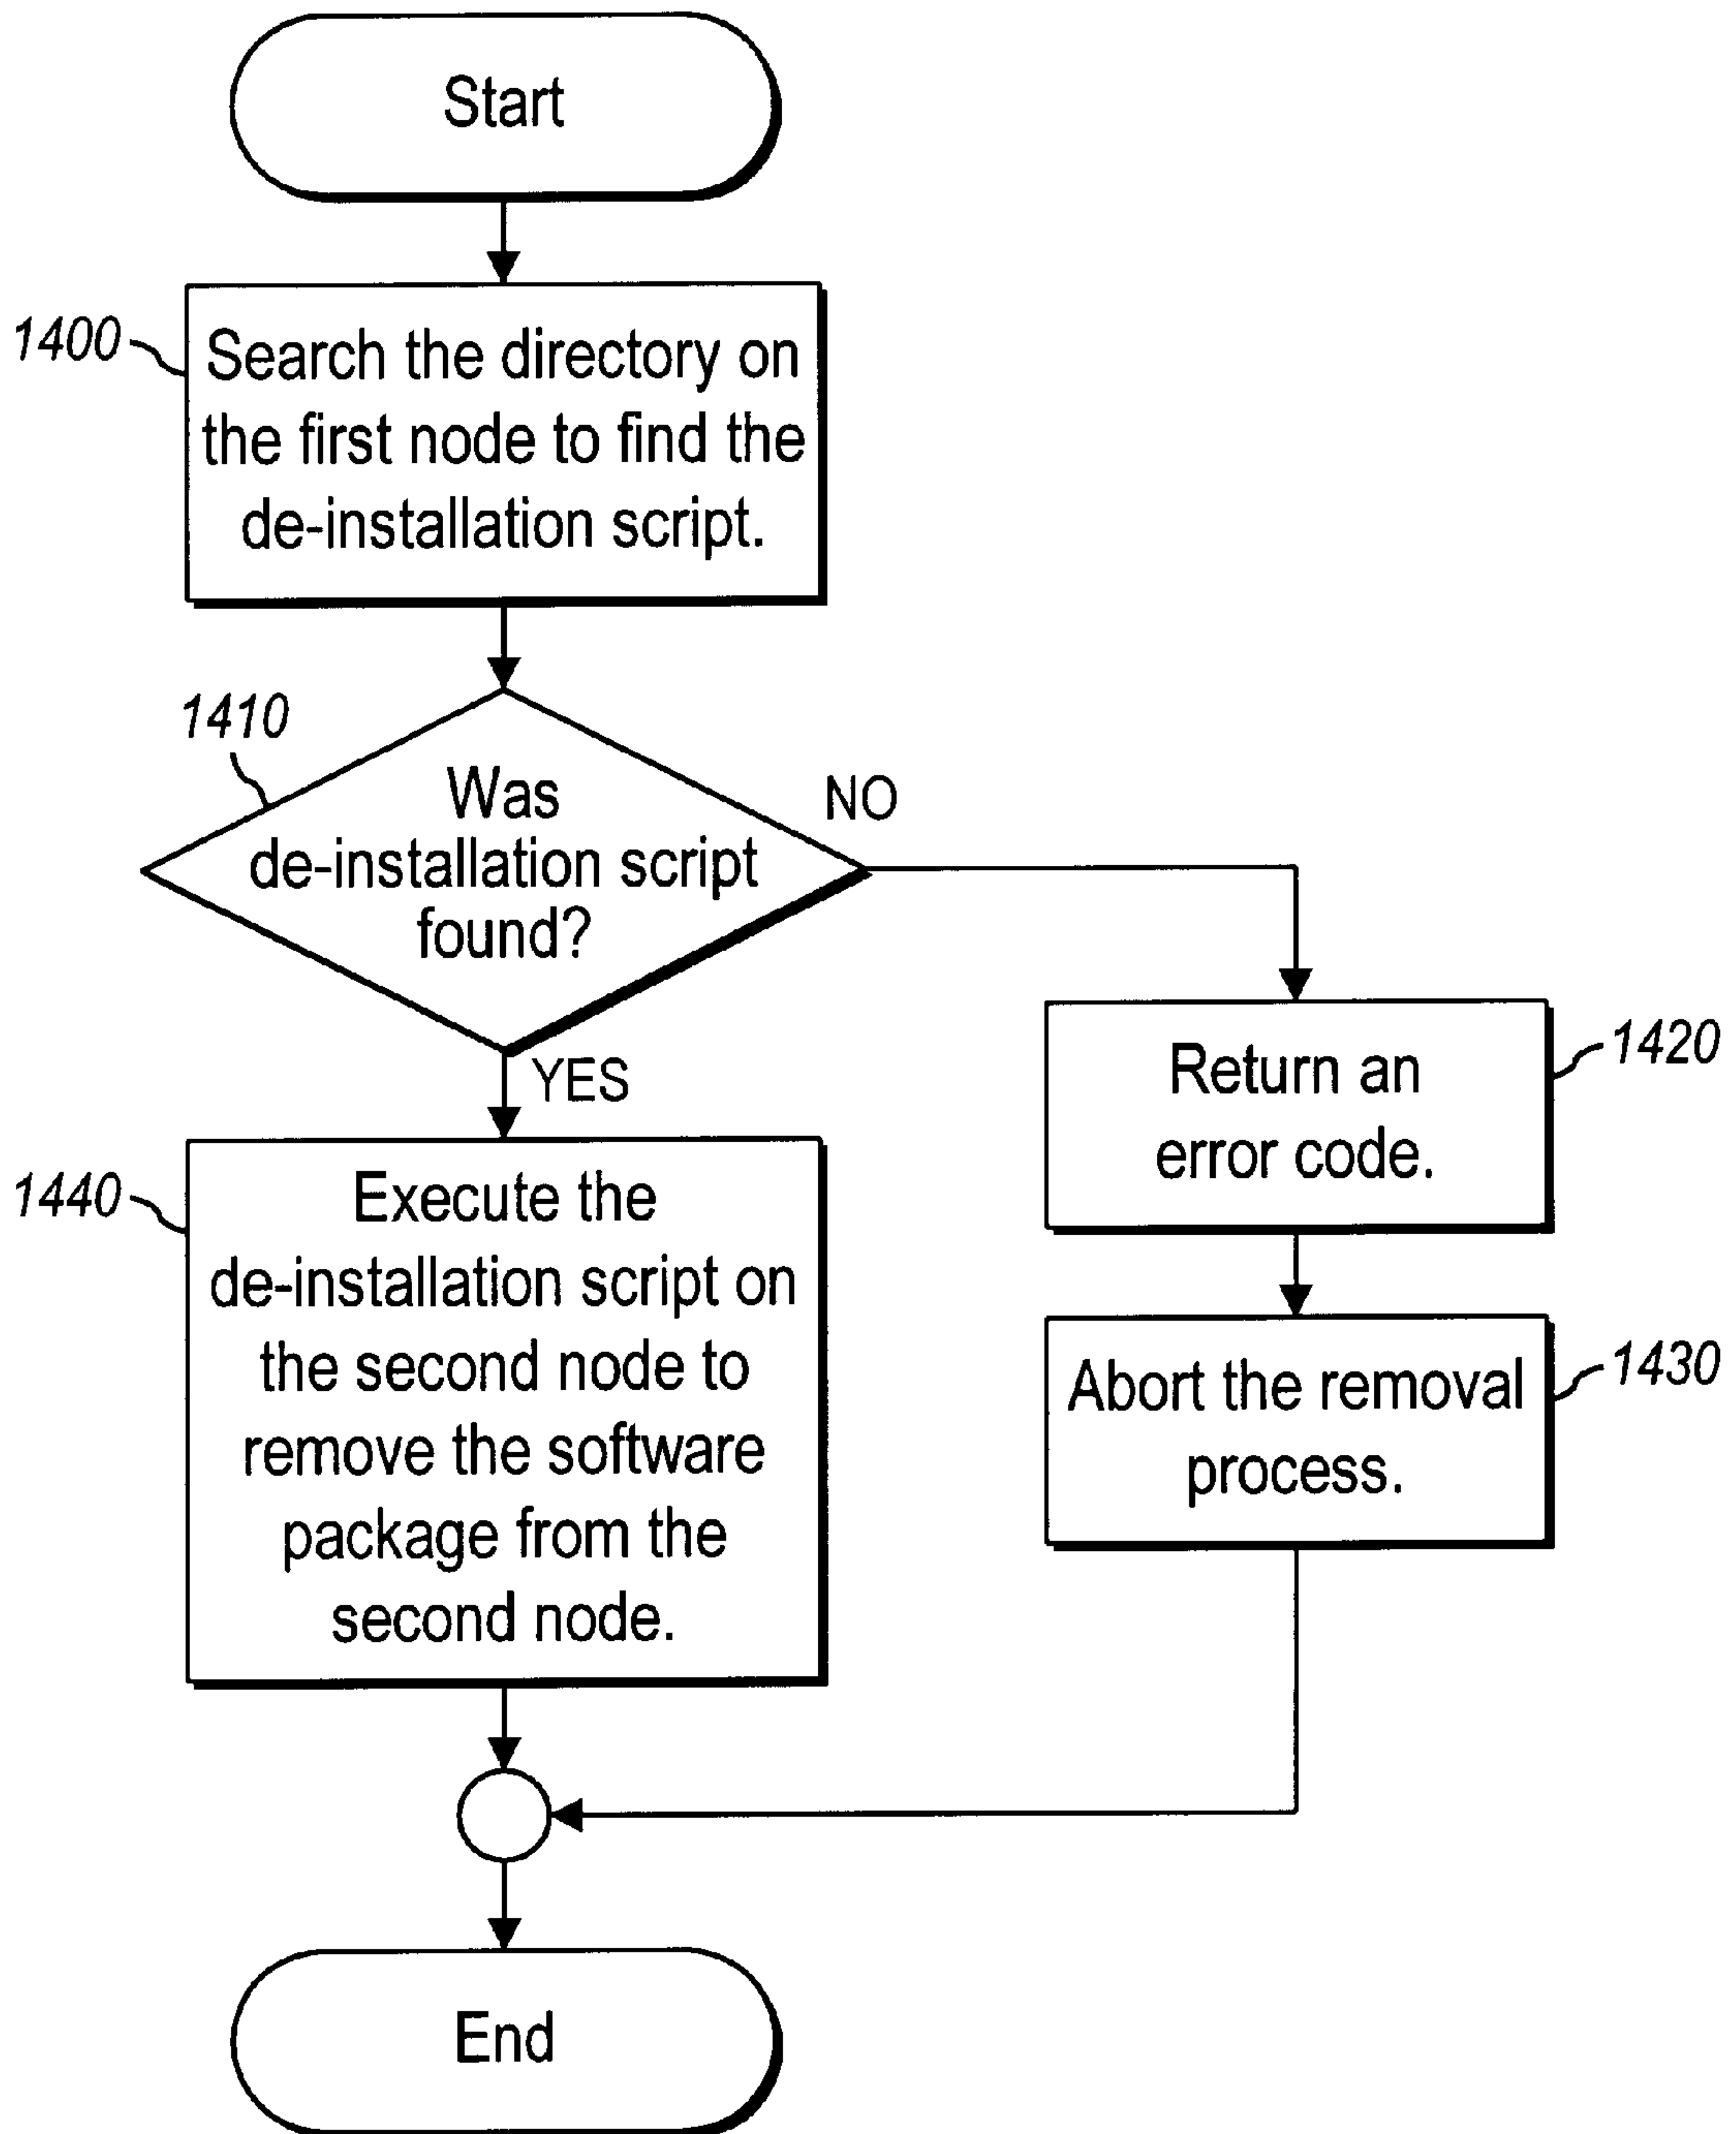 Start
1400
Search the directory on
the first node to find the
de-installation script.
1410
Was
de-installation script
found?
NO
YES
1420
Return an
error code.
1440
Execute the
de-installation script on
the second node to
remove the software
package from the
second node.
1430
Abort the removal
process.
End